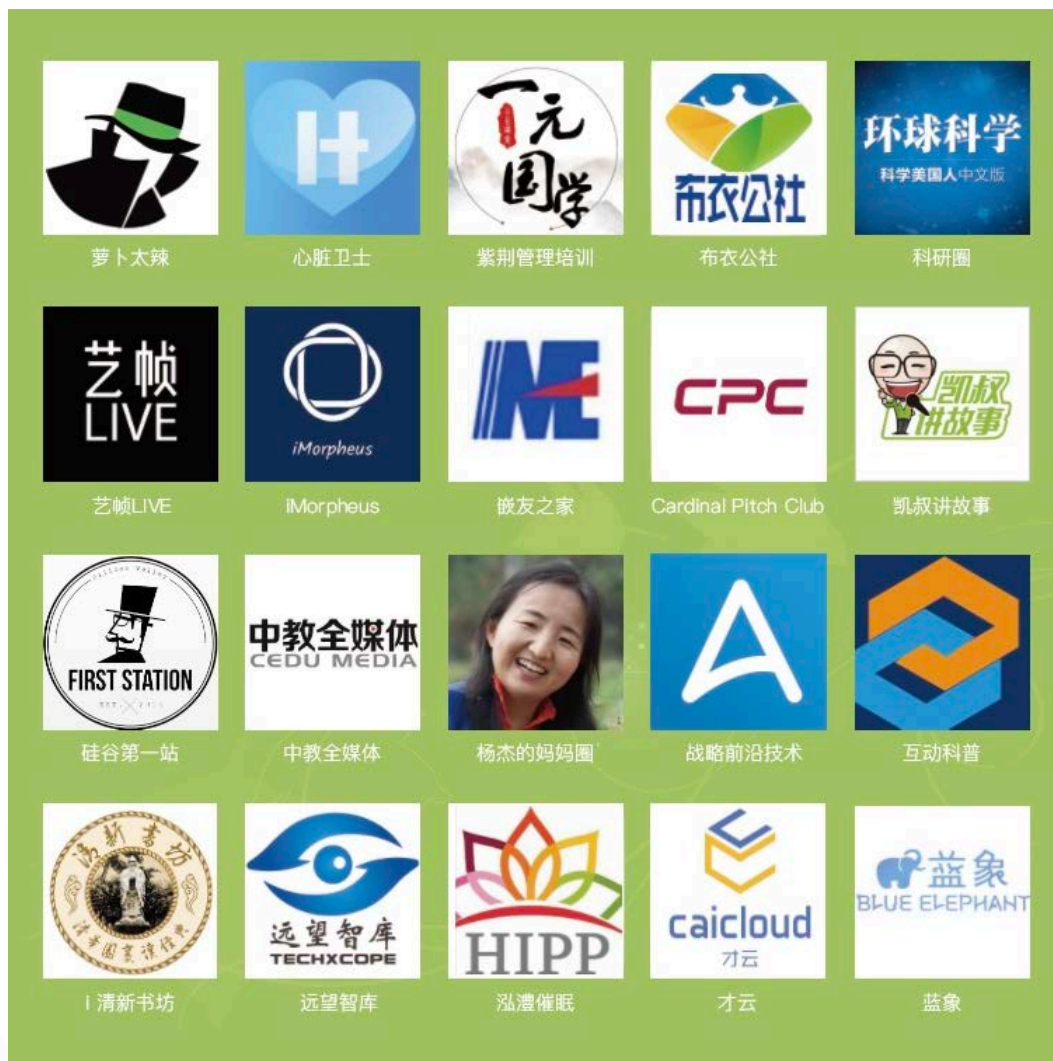 一元
国学
布衣公社
环球科学
科学美国人中文版
萝卜太辣
心脏卫士
紫荆管理培训
布衣公社
科研圈
艺帧
LIVE
iMorpheus
CPC
凯叔
讲故事
艺帧LIVE
iMorpheus
嵌友之家
Cardinal Pitch Club
凯叔讲故事
FIRST STATION
中教全媒体
CEDU MEDIA
硅谷第一站
中教全媒体
杨杰的妈妈圈
战略前沿技术
互动科普
清新书坊
远望智库
TECHXCOPE
HIPP
caicloud
才云
蓝象
BLUE ELEPHANT
i 清新书坊
远望智库
泓澧催眠
才云
蓝象